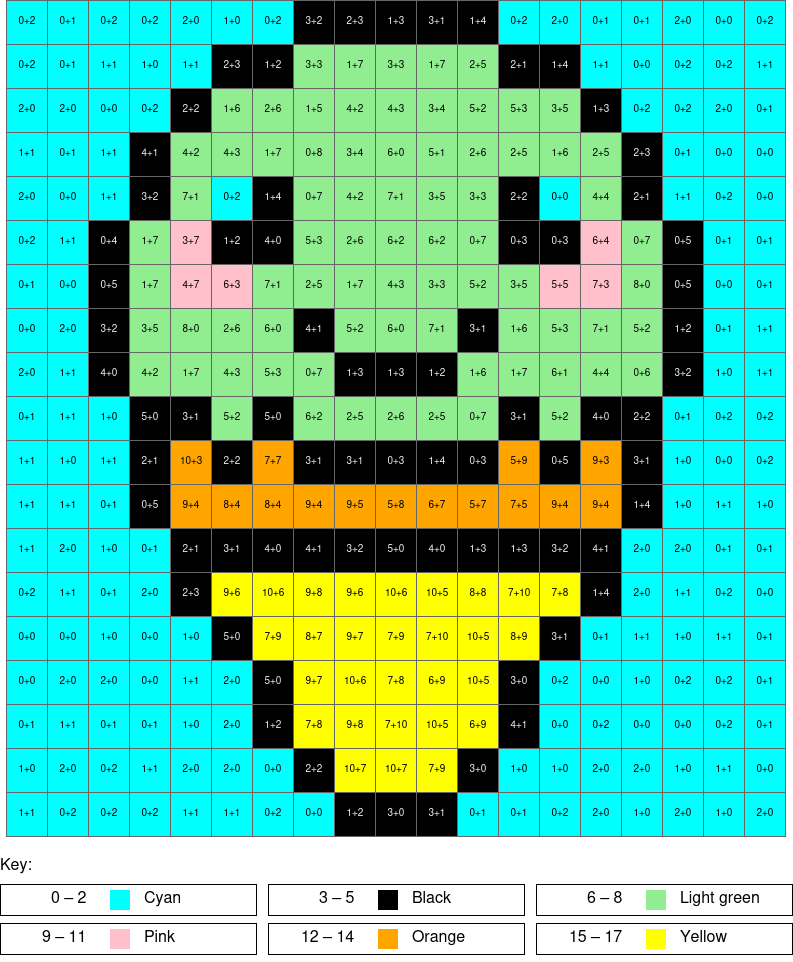 0+2 0+1 0+2 0+2 2+0 1+0 0+2 3+2 2+3 1+3 3+1 1+4 0+2 2+0 0+1 0+1 2+0 0+0 0+2
0+2 0+1 1+1 1+0 1+1 2+3 1+2 3+3 1+7 3+3 1+7 2+5 2+1 1+4 1+1 0+0 0+2 0+2 1+1
2+0 2+0 0+0 0+2 2+2 1+6 2+6 1+5 4+2 4+3 3+4 5+2 5+3 3+5 1+3 0+2 0+2 2+0 0+1
1+1 0+1 1+1 4+1 4+2 4+3 1+7 0+8 3+4 6+0 5+1 2+6 2+5 1+6 2+5 2+3 0+1 0+0 0+0
2+0 0+0 1+1 3+2 7+1 0+2 1+4 0+7 4+2 7+1 3+5 3+3 2+2 0+0 4+4 2+1 1+1 0+2 0+0
0+2 1+1 0+4 1+7 3+7 1+2 4+0 5+3 2+6 6+2 6+2 0+7 0+3 0+3 6+4 0+7 0+5 0+1 0+1
0+1 0+0 0+5 1+7 4+7 6+3 7+1 2+5 1+7 4+3 3+3 5+2 3+5 5+5 7+3 8+0 0+5 0+0 0+1
0+0 2+0 3+2 3+5 8+0 2+6 6+0 4+1 5+2 6+0 7+1 3+1 1+6 5+3 7+1 5+2 1+2 0+1 1+1
2+0 1+1 4+0 4+2 1+7 4+3 5+3 0+7 1+3 1+3 1+2 1+6 1+7 6+1 4+4 0+6 3+2 1+0 1+1
0+1 1+1 1+0 5+0 3+1 5+2 5+0 6+2 2+5 2+6 2+5 0+7 3+1 5+2 4+0 2+2 0+1 0+2 0+2
1+1 1+0 1+1 2+1 10+3 2+2 7+7 3+1 3+1 0+3 1+4 0+3 5+9 0+5 9+3 3+1 1+0 0+0 0+2
1+1 1+1 0+1 0+5 9+4 8+4 8+4 9+4 9+5 5+8 6+7 5+7 7+5 9+4 9+4 1+4 1+0 1+1 1+0
1+1 2+0 1+0 0+1 2+1 3+1 4+0 4+1 3+2 5+0 4+0 1+3 1+3 3+2 4+1 2+0 2+0 0+1 0+1
0+2 1+1 0+1 2+0 2+3 9+6 10+6 9+8 9+6 10+6 10+5 8+8 7+10 7+8 1+4 2+0 1+1 0+2 0+0
0+0 0+0 1+0 0+0 1+0 5+0 7+9 8+7 9+7 7+9 7+10 10+5 8+9 3+1 0+1 1+1 1+0 1+1 0+1
0+0 2+0 2+0 0+0 1+1 2+0 5+0 9+7 10+6 7+8 6+9 10+5 3+0 0+2 0+0 1+0 0+2 0+2 0+1
0+1 1+1 0+1 0+1 1+0 2+0 1+2 7+8 9+8 7+10 10+5 6+9 4+1 0+0 0+2 0+0 0+0 0+2 0+1
1+0 2+0 0+2 1+1 2+0 2+0 0+0 2+2 10+7 10+7 7+9 3+0 1+0 1+0 2+0 2+0 1+0 1+1 0+0
1+1 0+2 0+2 0+2 1+1 1+1 0+2 0+0 1+2 3+0 3+1 0+1 0+1 0+2 2+0 1+0 2+0 1+0 2+0
Key:
0 – 2 Cyan 3 – 5 Black 6 – 8 Light green
9 – 11 Pink 12 – 14 Orange 15 – 17 Yellow